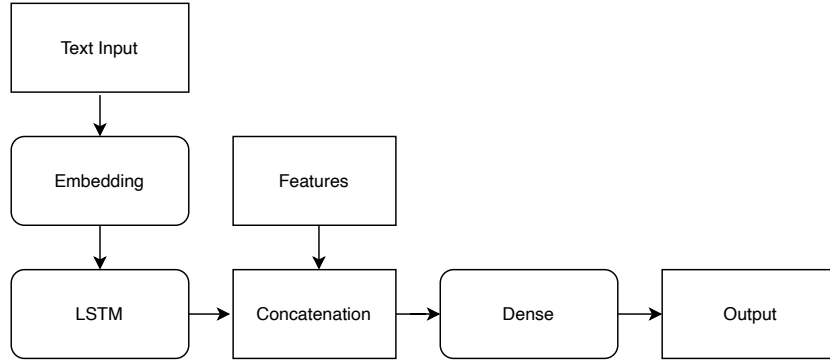 Text Input
Embedding
Features
LSTM
Concatenation
Dense
Output